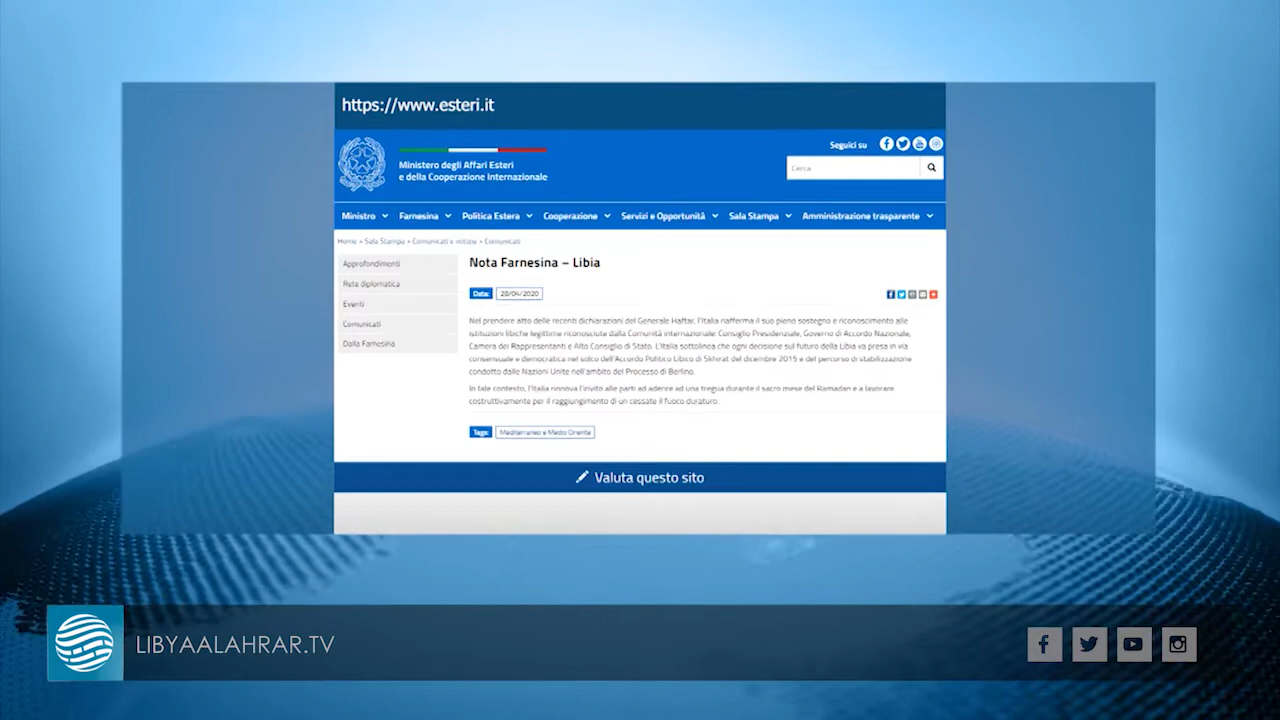 https://www.esteri.it
Seguici su
Ministero degli Affari Esteri
e della Cooperazione Internazionale
Cerca
Ministro Farnesina Politica Estera Cooperazione Servizi e Opportunità Sala Stampa Amministrazione trasparente
Home > Sala Stampa > Comunicati e notizie > Comunicati
Approfondimenti
Rete diplomatica
Eventi
Comunicati
Dalla Farnesina
Nota Farnesina – Libia
Data: 28/04/2020
Nel prendere atto delle recenti dichiarazioni del Generale Haftar, l'Italia riafferma il suo pieno sostegno e riconoscimento alle
istituzioni libiche legittime riconosciute dalla Comunità internazionale: Consiglio Presidenziale, Governo di Accordo Nazionale,
Camera dei Rappresentanti e Alto Consiglio di Stato. L'Italia sottolinea che ogni decisione sul futuro della Libia va presa in via
consensuale e democratica nel solco dell'Accordo Politico Libico di Skhirat del dicembre 2015 e del percorso di stabilizzazione
condotto dalle Nazioni Unite nell'ambito del Processo di Berlino.
In tale contesto, l'Italia rinnova l'invito alle parti ad aderire ad una tregua durante il sacro mese del Ramadan e a lavorare
costruttivamente per il raggiungimento di un cessate il fuoco duraturo.
Tags: Mediterraneo e Medio Oriente
Valuta questo sito
LIBYAALAHRAR.TV